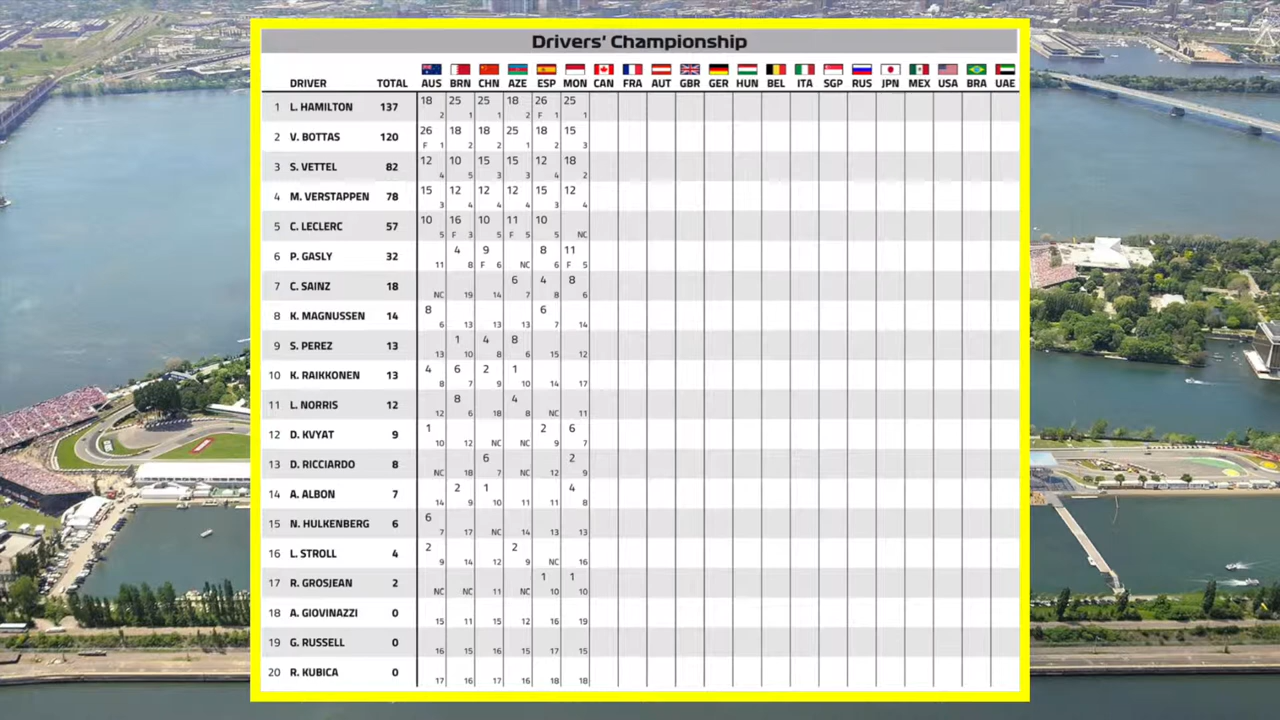 Drivers' Championship
DRIVER TOTAL AUS BRN CHN AZE ESP MON CAN FRA AUT GBR GER HUN BEL ITA SGP RUS JPN MEX USA BRA UAE
1 L. HAMILTON 137 18 2 25 1 25 1 18 2 26 F 1 25 1
2 V. BOTTAS 120 26 F 1 18 2 18 2 25 1 18 2 15 3
3 S. VETTEL 82 12 4 10 5 15 3 15 3 12 4 18 2
4 M. VERSTAPPEN 78 15 3 12 4 12 4 12 4 15 3 12 4
5 C. LECLERC 57 10 5 16 F 3 10 5 11 F 5 10 5 NC
6 P. GASLY 32 11 4 8 9 F 6 NC 8 6 11 F 5
7 C. SAINZ 18 NC 19 14 6 7 4 8 8 6
8 K. MAGNUSSEN 14 8 6 13 13 13 6 7 14
9 S. PEREZ 13 13 1 10 4 8 8 6 15 12
10 K. RAIKKONEN 13 4 8 6 7 2 9 1 10 14 17
11 L. NORRIS 12 12 8 6 18 4 8 NC 11
12 D. KVYAT 9 1 10 12 NC NC 2 9 6 7
13 D. RICCIARDO 8 NC 18 6 7 NC 12 2 9
14 A. ALBON 7 14 2 9 1 10 11 11 4 8
15 N. HULKENBERG 6 6 7 17 NC 14 13 13
16 L. STROLL 4 2 9 14 12 2 9 NC 16
17 R. GROSJEAN 2 NC NC 11 NC 1 10 1 10
18 A. GIOVINAZZI 0 15 11 15 12 16 19
19 G. RUSSELL 0 16 15 16 15 17 15
20 R. KUBICA 0 17 16 17 16 18 18